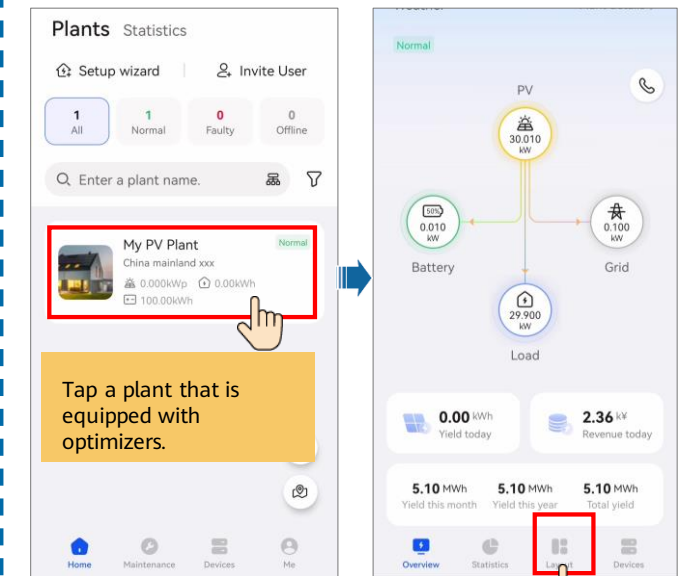 Plants Statistics
Setup wizard
Invite User
1
All
1
Normal
0
Faulty
0
Offline
Enter a plant name.
My PV Plant
Normal
China mainland xxx
0.000kWp 0.00kWh
100.00kWh
Tap a plant that is
equipped with
optimizers.
Home
Maintenance
Devices
Me
Normal
PV
30.010
kW
50%
0.010
kW
Battery
0.100
kW
Grid
29.900
kW
Load
0.00 kWh
Yield today
2.36 k¥
Revenue today
5.10 MWh
Yield this month
5.10 MWh
Yield this year
5.10 MWh
Total yield
Overview
Statistics
Devices